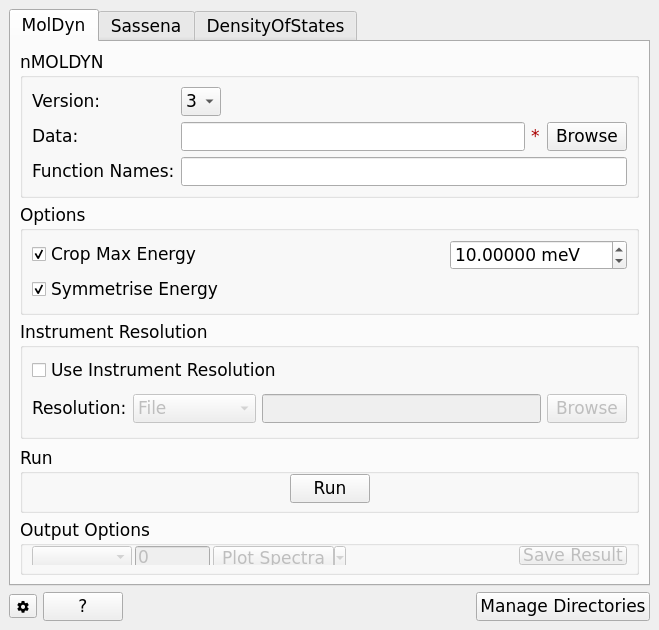 MolDyn Sassena DensityOfStates
nMOLDYN
Version: 3
Data: * Browse
Function Names:
Options
Crop Max Energy 10.00000 meV
Symmetrise Energy
Instrument Resolution
Use Instrument Resolution
Resolution: File Browse
Run
Run
Output Options
0 Plot Spectra Save Result
? Manage Directories